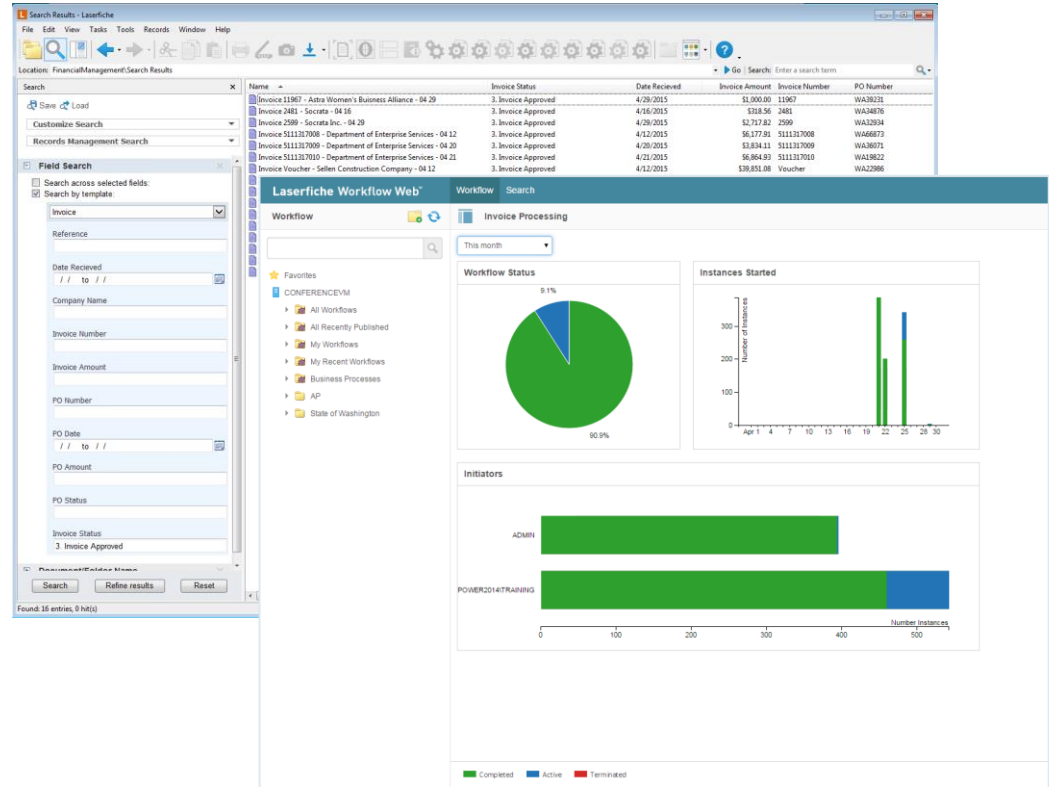 Search Results - Laserfiche
File Edit View Tasks Tools Records Window Help
Location: FinancialManagement\Search Results
Go Search: Enter a search term
Search x
Save Load
Customize Search
Records Management Search
Field Search
Search across selected fields:
Search by template:
Invoice
Reference
Date Recieved
/ / to / /
Company Name
Invoice Number
Invoice Amount
PO Number
PO Date
/ / to / /
PO Amount
PO Status
Invoice Status
3. Invoice Approved
Document/Folder Name
Search Refine results Reset
Found: 16 entries, 0 hit(s)
Name Invoice Status Date Recieved Invoice Amount Invoice Number PO Number
Invoice 11967 - Astra Women's Buisness Alliance - 04 29 3. Invoice Approved 4/29/2015 $1,000.00 11967 WA39231
Invoice 2481 - Socrata - 04 16 3. Invoice Approved 4/16/2015 $318.56 2481 WA34876
Invoice 2599 - Socrata Inc. - 04 29 3. Invoice Approved 4/29/2015 $2,717.82 2599 WA32934
Invoice 5111317008 - Department of Enterprise Services - 04 12 3. Invoice Approved 4/12/2015 $6,177.91 5111317008 WA66873
Invoice 5111317009 - Department of Enterprise Services - 04 20 3. Invoice Approved 4/20/2015 $3,834.11 5111317009 WA36071
Invoice 5111317010 - Department of Enterprise Services - 04 21 3. Invoice Approved 4/21/2015 $6,864.93 5111317010 WA19822
Invoice Voucher - Sellen Construction Company - 04 12 3. Invoice Approved 4/12/2015 $39,851.08 Voucher WA22986
Laserfiche Workflow Web™ Workflow Search
Workflow
Invoice Processing
Favorites
CONFERENCEVM
All Workflows
All Recently Published
My Workflows
My Recent Workflows
Business Processes
AP
State of Washington
This month
Workflow Status
9.1%
90.9%
Instances Started
Number of Instances
300
200
100
0
Apr 1 4 7 10 13 16 19 22 25 28 30
Initiators
ADMIN
POWER2014\TRAINING
Number Instances
0 100 200 300 400 500
Completed Active Terminated